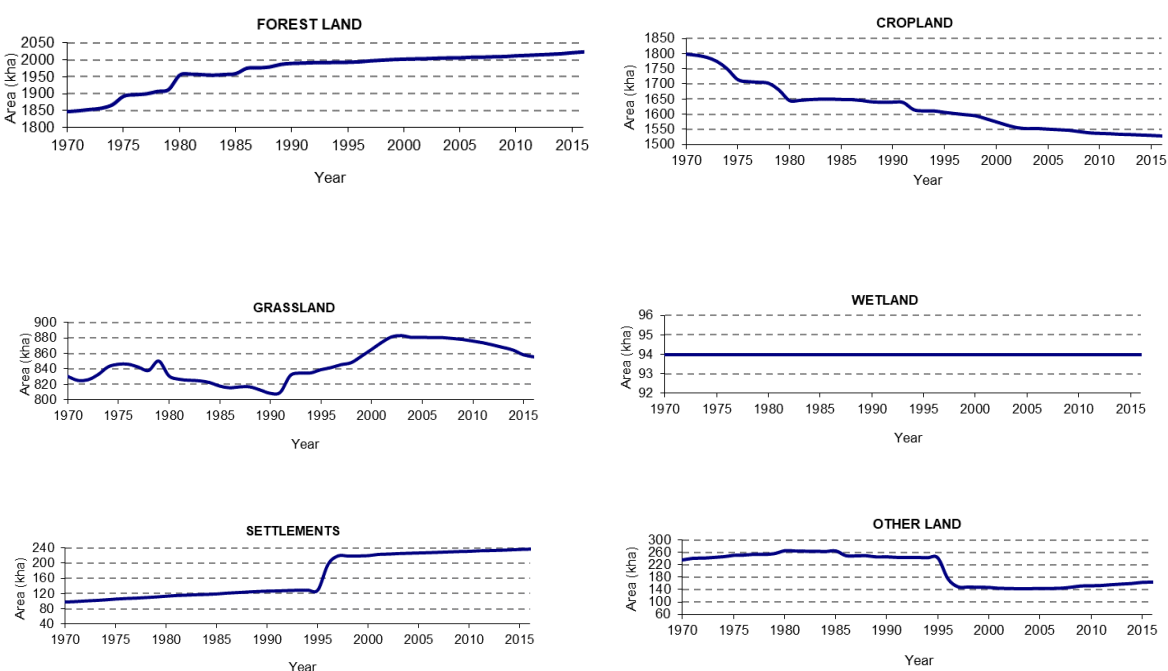 FOREST LAND
2050
2000
1950
1900
1850
1800
Area (kha)
1970 1975 1980 1985 1990 1995 2000 2005 2010 2015
Year
CROPLAND
1850
1800
1750
1700
1650
1600
1550
1500
Area (kha)
1970 1975 1980 1985 1990 1995 2000 2005 2010 2015
Year
GRASSLAND
900
880
860
840
820
800
Area (kha)
1970 1975 1980 1985 1990 1995 2000 2005 2010 2015
Year
WETLAND
96
95
94
93
92
Area (kha)
1970 1975 1980 1985 1990 1995 2000 2005 2010 2015
Year
SETTLEMENTS
240
200
160
120
80
40
Area (kha)
1970 1975 1980 1985 1990 1995 2000 2005 2010 2015
Year
OTHER LAND
300
260
220
180
140
100
60
Area (kha)
1970 1975 1980 1985 1990 1995 2000 2005 2010 2015
Year